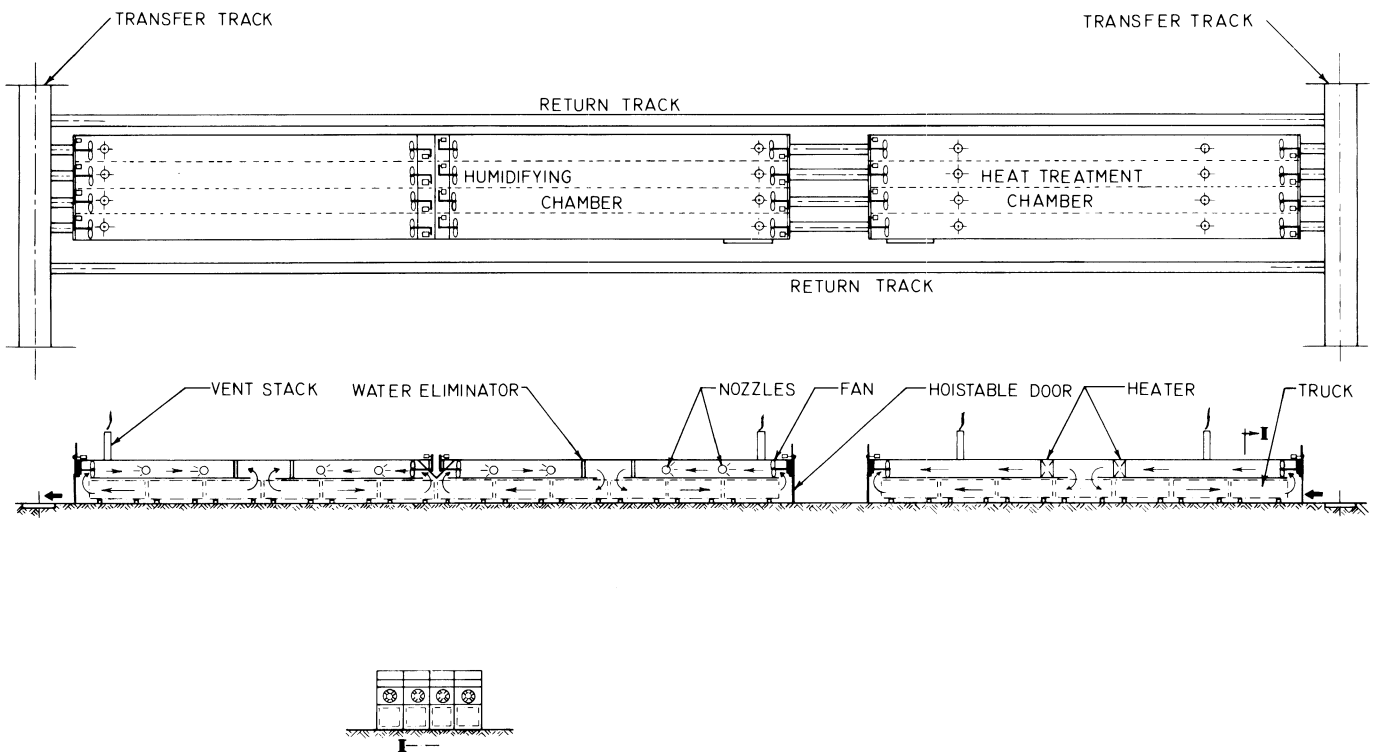 TRANSFER TRACK
TRANSFER TRACK
RETURN TRACK
HUMIDIFYING
CHAMBER
HEAT TREATMENT
CHAMBER
RETURN TRACK
VENT STACK
WATER ELIMINATOR
NOZZLES
FAN
HOISTABLE DOOR
HEATER
TRUCK
I
I